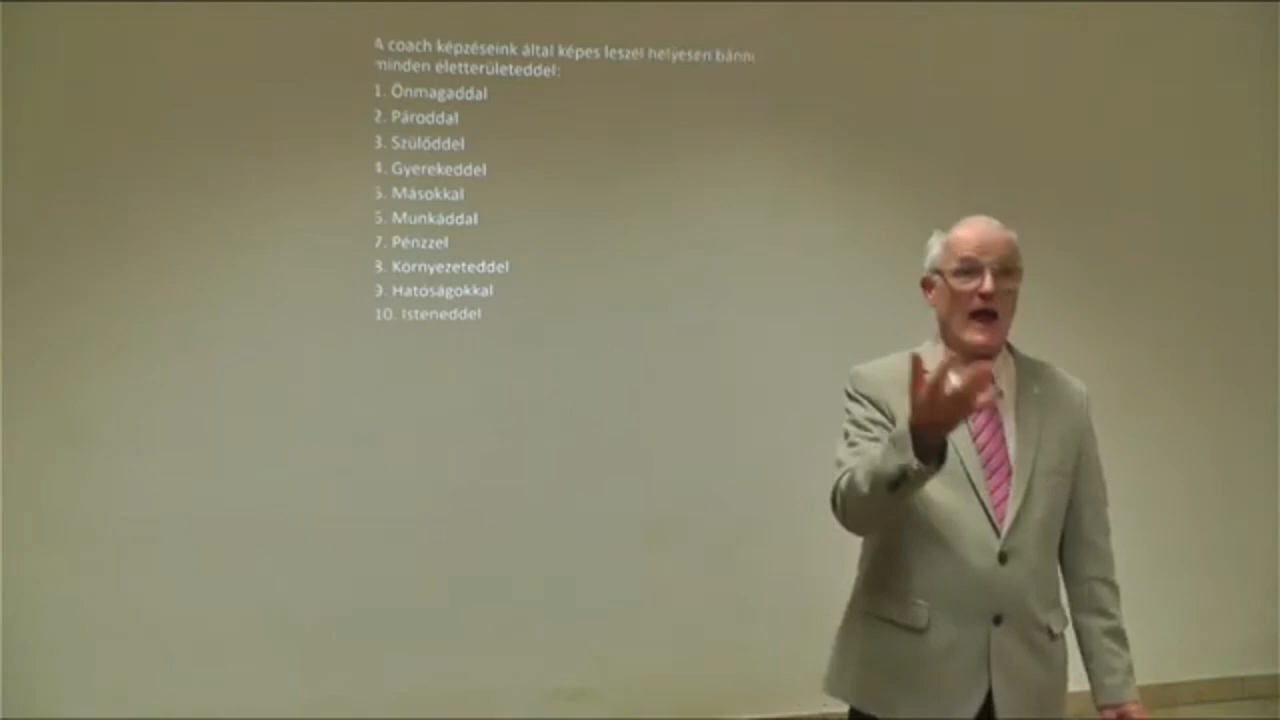 A coach képzéseink által képes leszel helyesen bánni
minden életterületeddel:
1. Önmagaddal
2. Pároddal
3. Szülőddel
4. Gyerekeddel
5. Másokkal
6. Munkáddal
7. Pénzzel
8. Környezeteddel
9. Hatóságokkal
10. Isteneddel